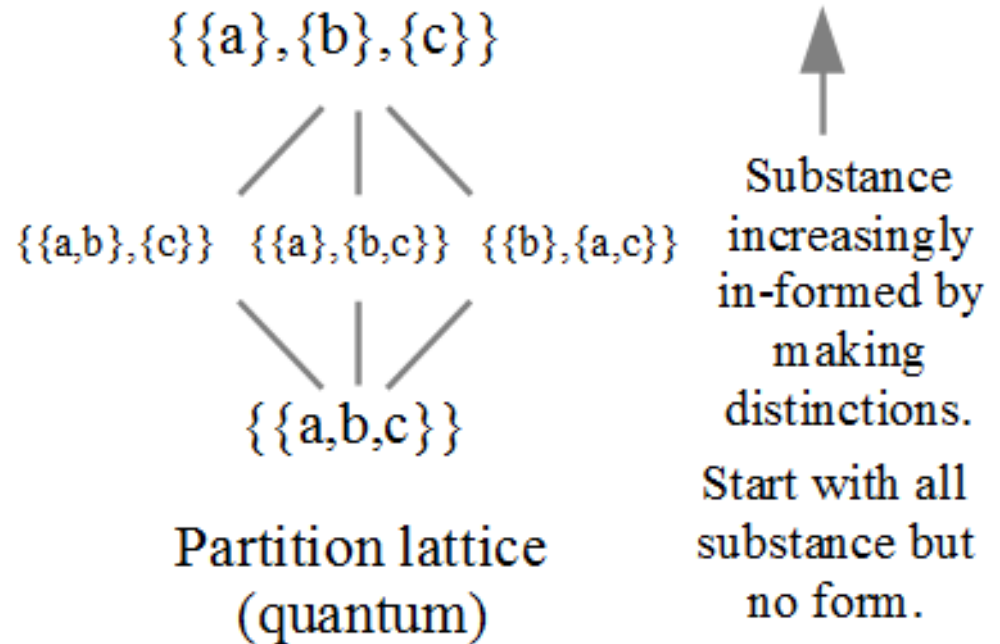 {{a},{b},{c}}
{{a,b},{c}} {{a},{b,c}} {{b},{a,c}}
{{a,b,c}}
Partition lattice
(quantum)
Substance
increasingly
in-formed by
making
distinctions.
Start with all
substance but
no form.